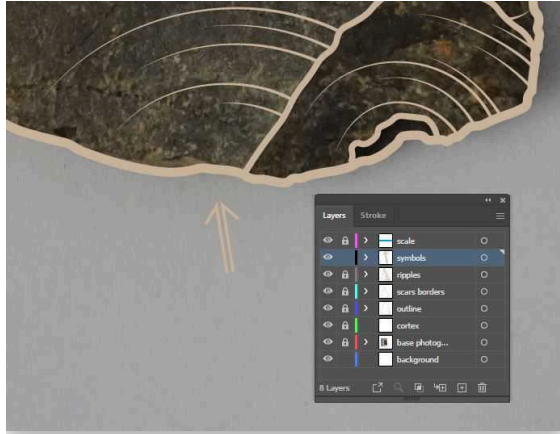 Layers Stroke
scale
symbols
ripples
scars borders
outline
cortex
base photog...
background
8 Layers